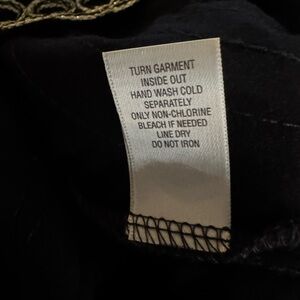 TURN GARMENT
INSIDE OUT
HAND WASH COLD
SEPARATELY
ONLY NON-CHLORINE
BLEACH IF NEEDED
LINE DRY
DO NOT IRON